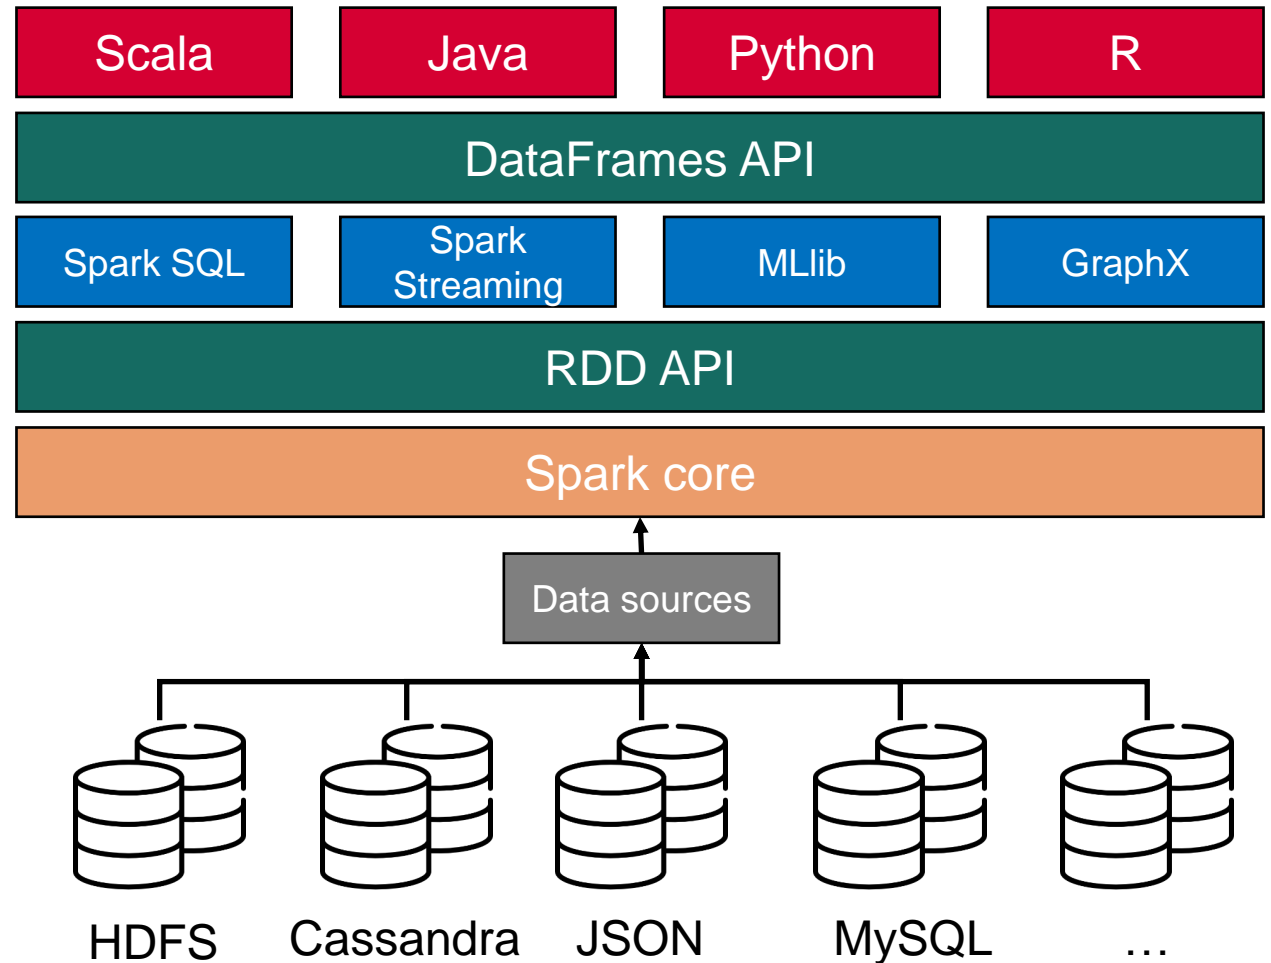 Scala
Java
Python
R
DataFrames API
Spark SQL
Spark
Streaming
MLlib
GraphX
RDD API
Spark core
Data sources
HDFS
Cassandra
JSON
MySQL
...